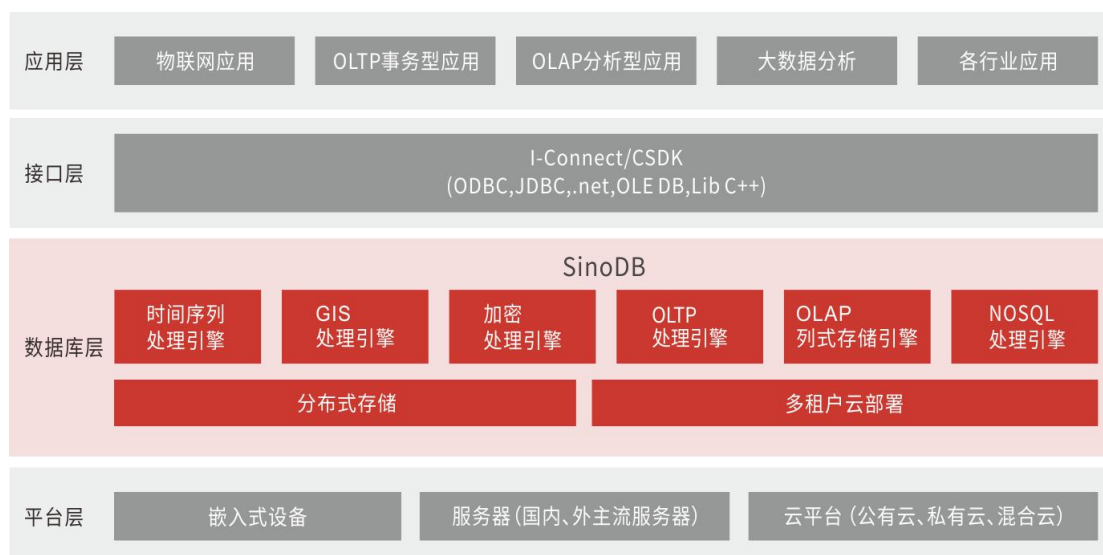 应用层
物联网应用
OLTP事务型应用
OLAP分析型应用
大数据分析
各行业应用
接口层
I-Connect/CSDK
(ODBC,JDBC,.net,OLE DB,Lib C++)
SinoDB
数据库层
时间序列
处理引擎
GIS
处理引擎
加密
处理引擎
OLTP
处理引擎
OLAP
列式存储引擎
NOSQL
处理引擎
分布式存储
多租户云部署
平台层
嵌入式设备
服务器(国内、外主流服务器)
云平台(公有云、私有云、混合云)